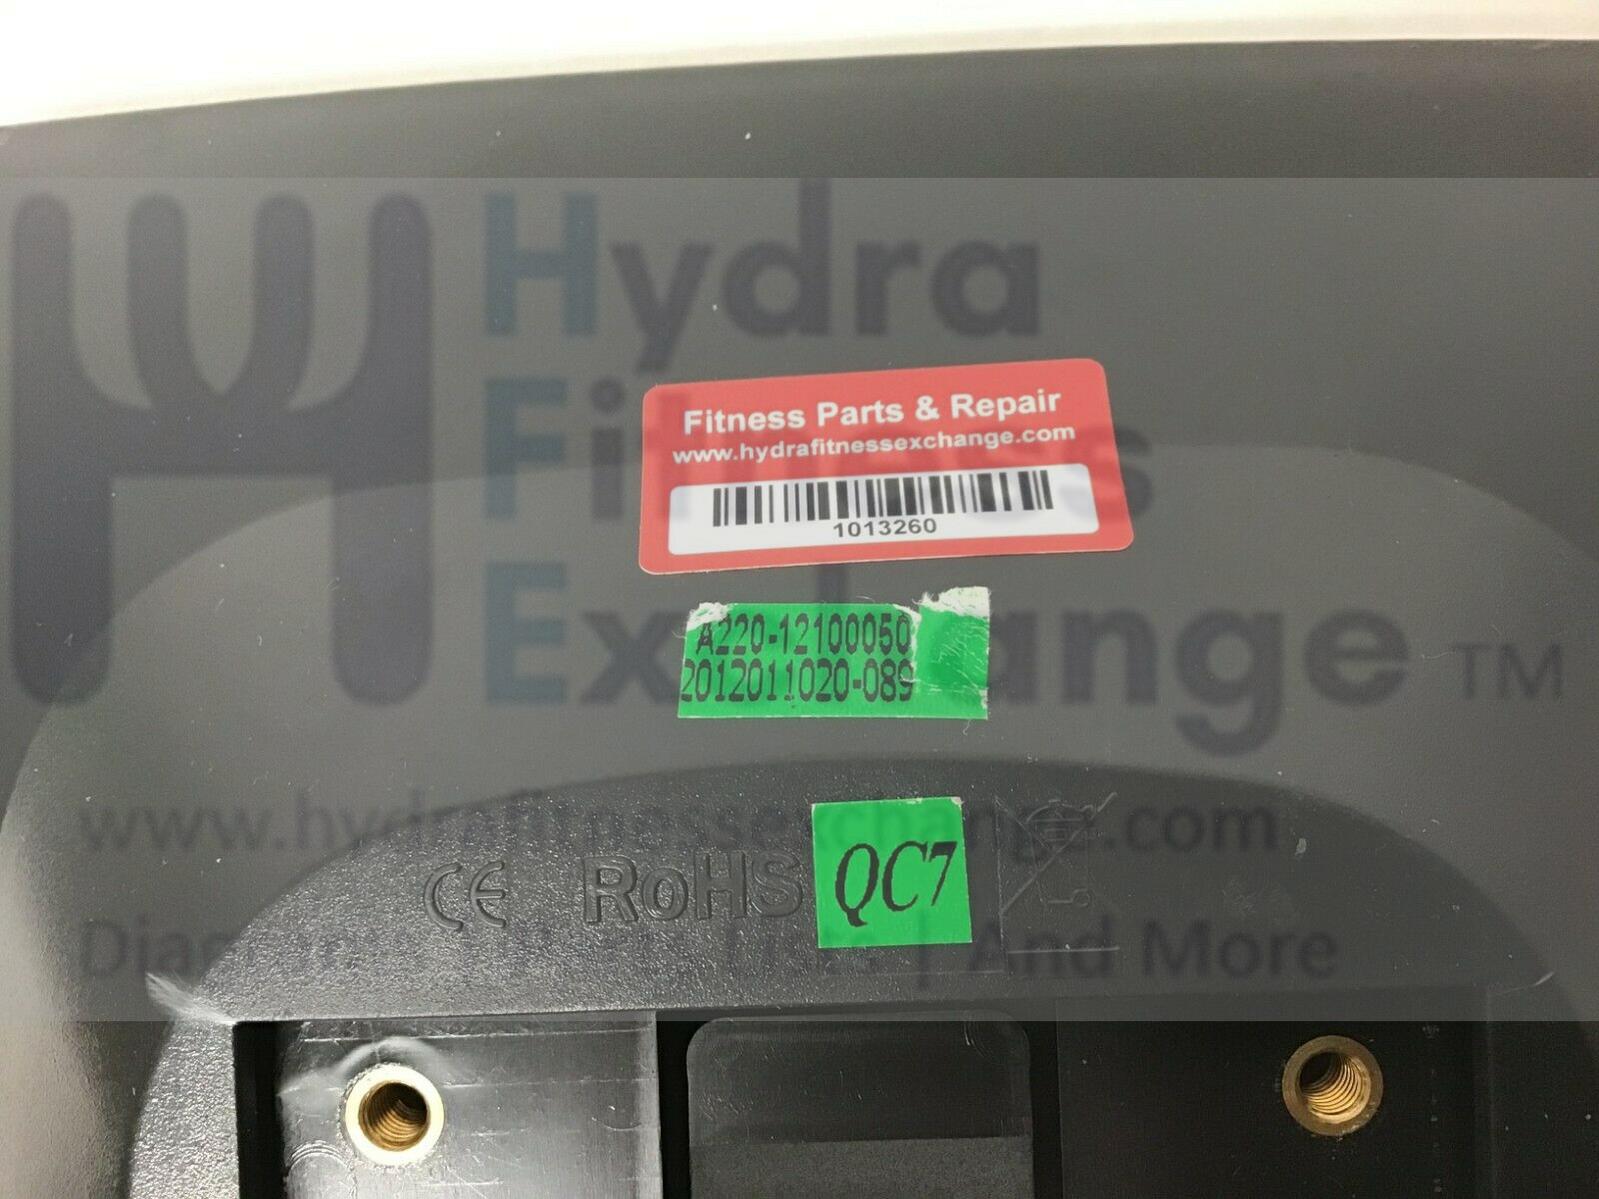 Hydra
Fitness
Fitness Parts & Repair
www.hydrafitnessexchange.com
1013260
Exchange TM
A220-12100050
2012011020-089
www.hydrafitnessexchange.com
CE RoHS QC7
And More